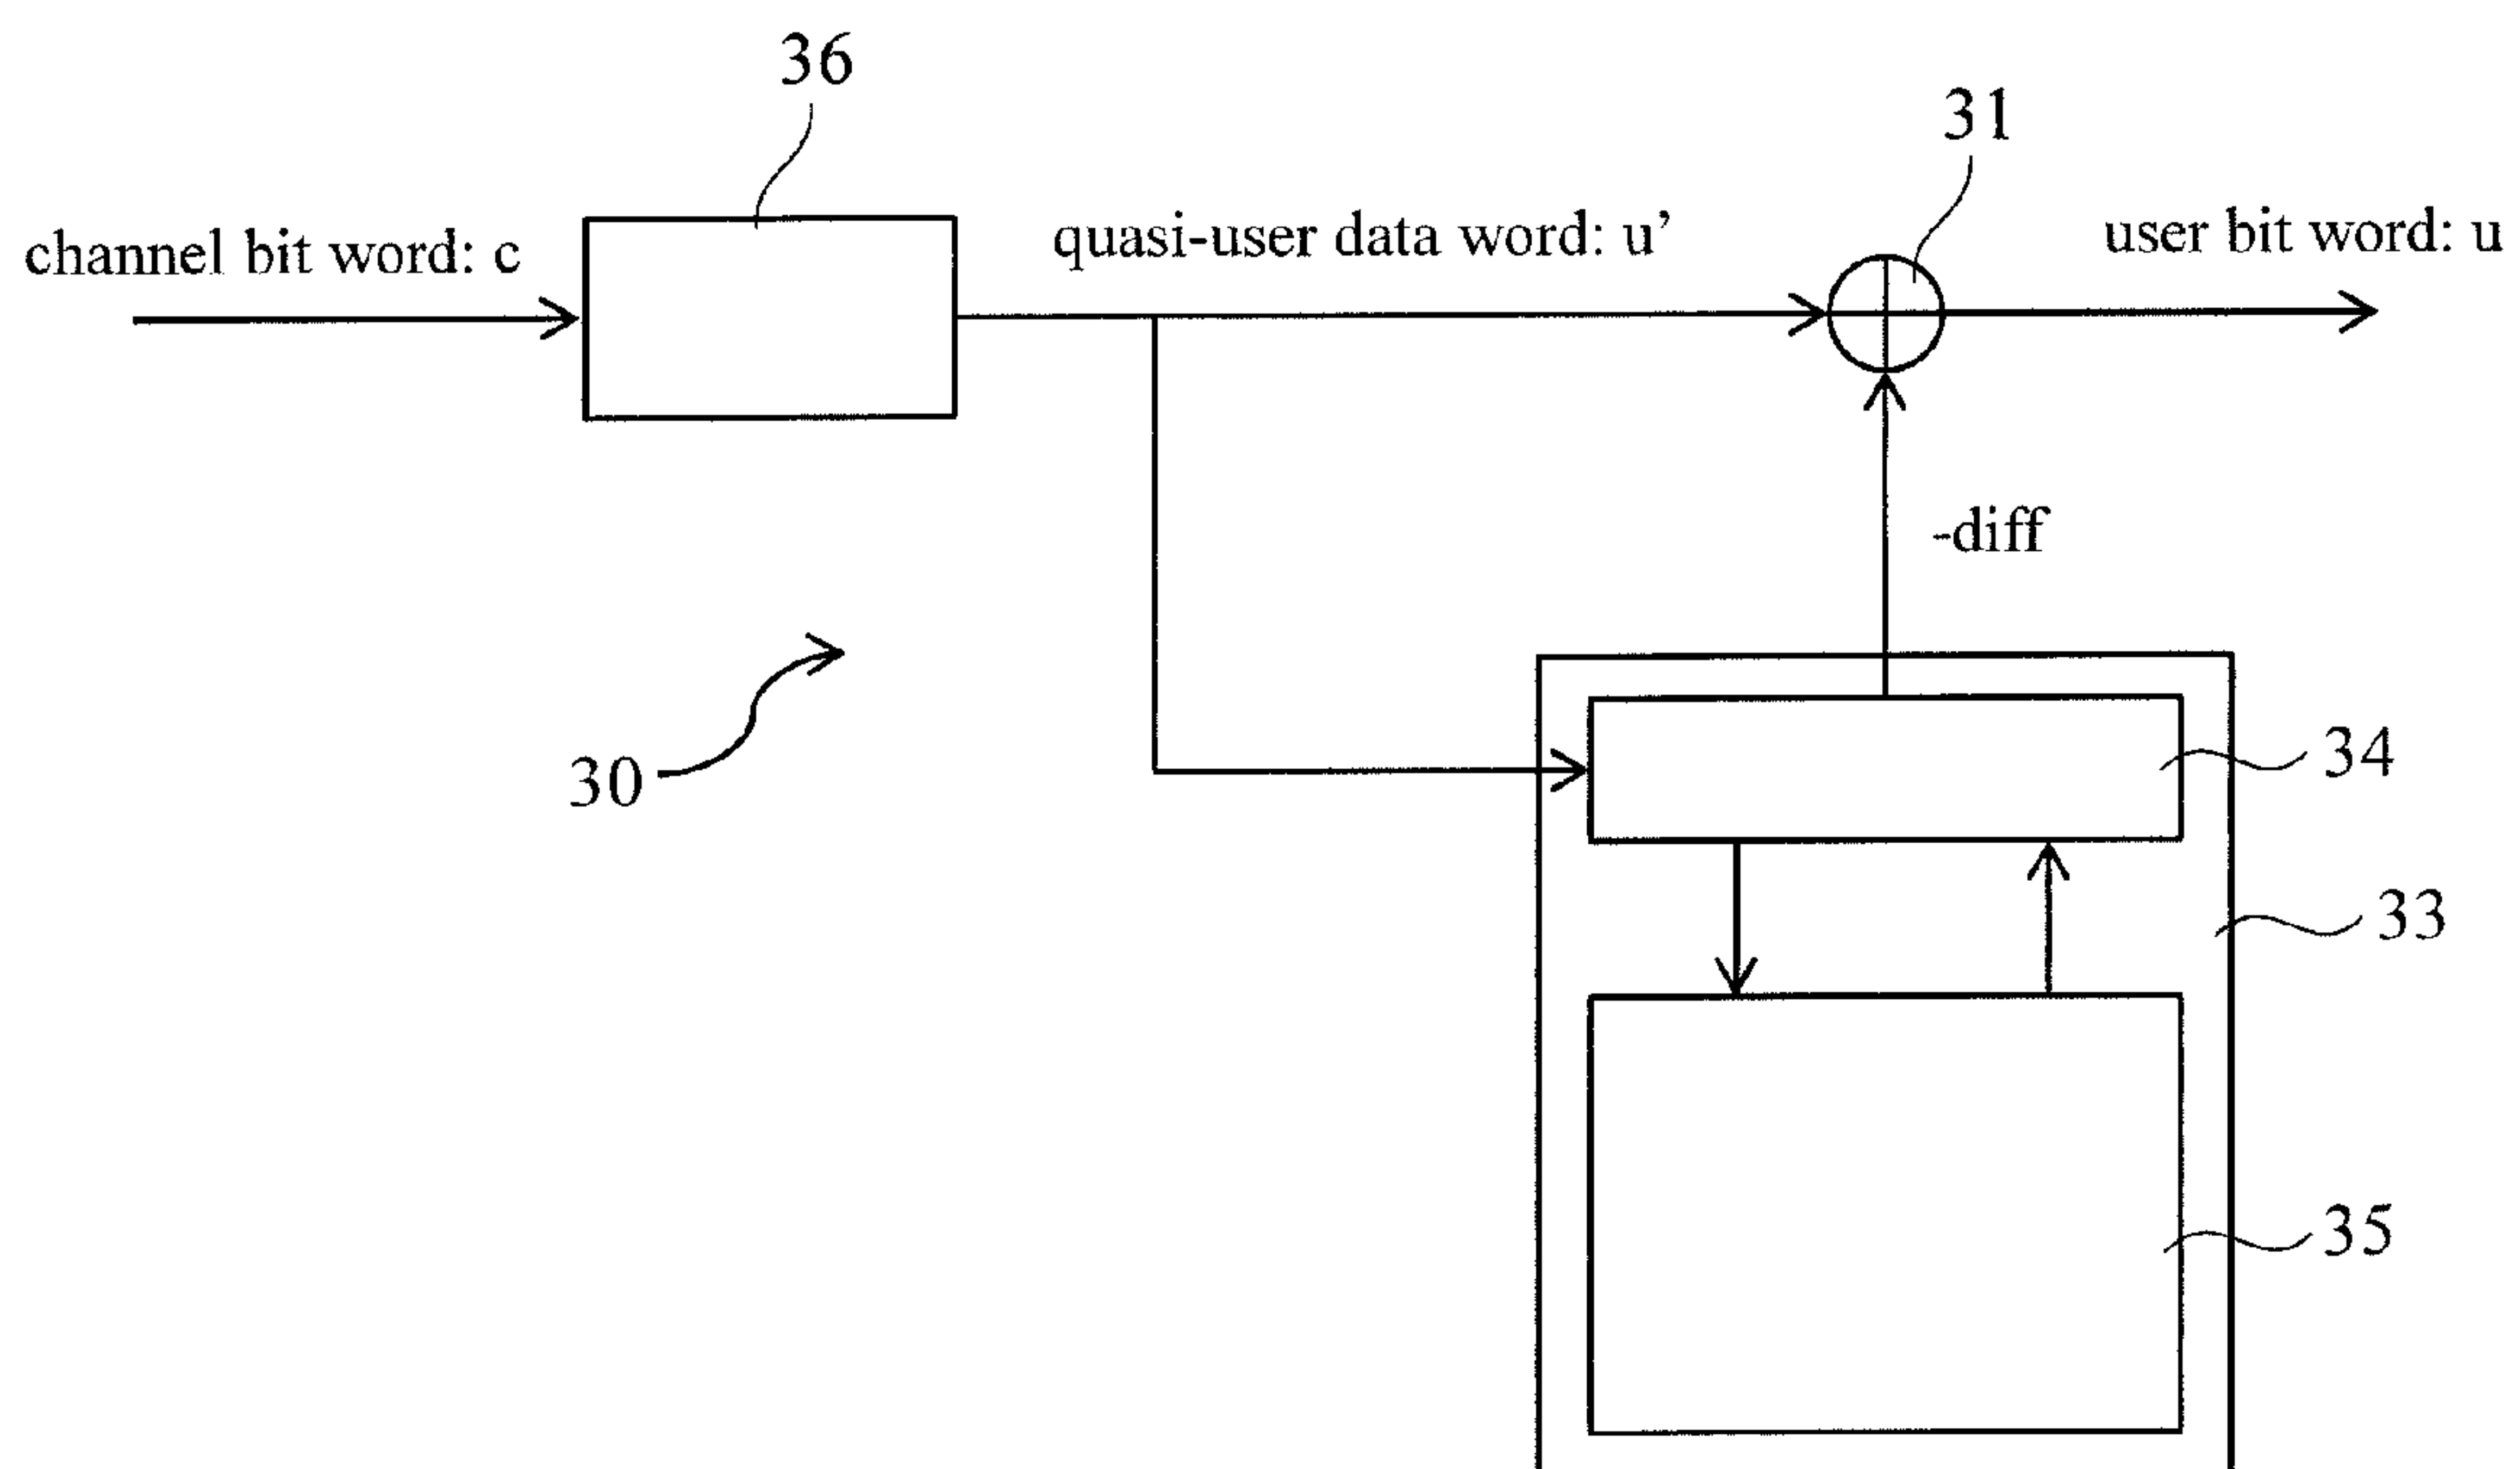 36
31
channel bit word: c
quasi-user data word: u’
user bit word: u
-diff
30
34
33
35